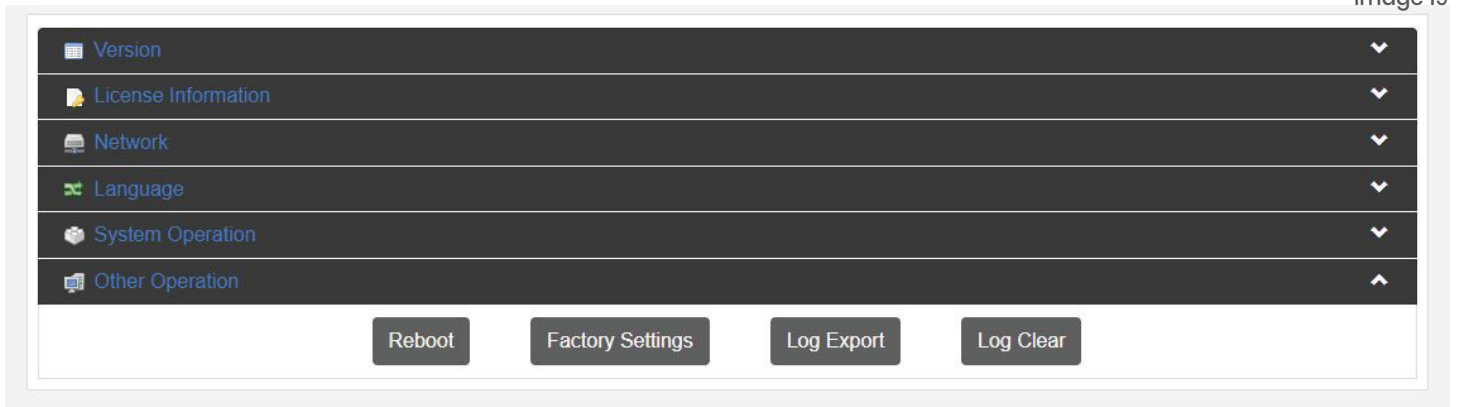 Version
License Information
Network
Language
System Operation
Other Operation
Reboot Factory Settings Log Export Log Clear